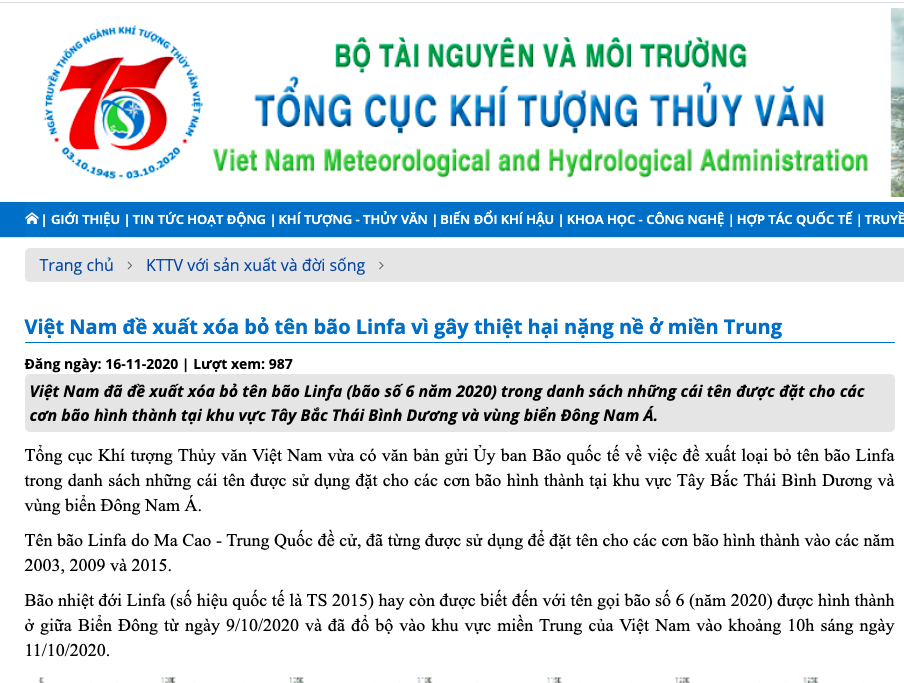 NGÀY TRUYỀN THỐNG NGÀNH KHÍ TƯỢNG THỦY VĂN VIỆT NAM
75
03.10.1945 - 03.10.2020
BỘ TÀI NGUYÊN VÀ MÔI TRƯỜNG
TỔNG CỤC KHÍ TƯỢNG THỦY VĂN
Viet Nam Meteorological and Hydrological Administration
| GIỚI THIỆU | TIN TỨC HOẠT ĐỘNG | KHÍ TƯỢNG - THỦY VĂN | BIẾN ĐỔI KHÍ HẬU | KHOA HỌC - CÔNG NGHỆ | HỢP TÁC QUỐC TẾ | TRUYỀ
Trang chủ > KTTV với sản xuất và đời sống >
Việt Nam đề xuất xóa bỏ tên bão Linfa vì gây thiệt hại nặng nề ở miền Trung
Đăng ngày: 16-11-2020 | Lượt xem: 987
Việt Nam đã đề xuất xóa bỏ tên bão Linfa (bão số 6 năm 2020) trong danh sách những cái tên được đặt cho các
cơn bão hình thành tại khu vực Tây Bắc Thái Bình Dương và vùng biển Đông Nam Á.
Tổng cục Khí tượng Thủy văn Việt Nam vừa có văn bản gửi Ủy ban Bão quốc tế về việc đề xuất loại bỏ tên bão Linfa
trong danh sách những cái tên được sử dụng đặt cho các cơn bão hình thành tại khu vực Tây Bắc Thái Bình Dương và
vùng biển Đông Nam Á.
Tên bão Linfa do Ma Cao - Trung Quốc đề cử, đã từng được sử dụng để đặt tên cho các cơn bão hình thành vào các năm
2003, 2009 và 2015.
Bão nhiệt đới Linfa (số hiệu quốc tế là TS 2015) hay còn được biết đến với tên gọi bão số 6 (năm 2020) được hình thành
ở giữa Biển Đông từ ngày 9/10/2020 và đã đổ bộ vào khu vực miền Trung của Việt Nam vào khoảng 10h sáng ngày
11/10/2020.